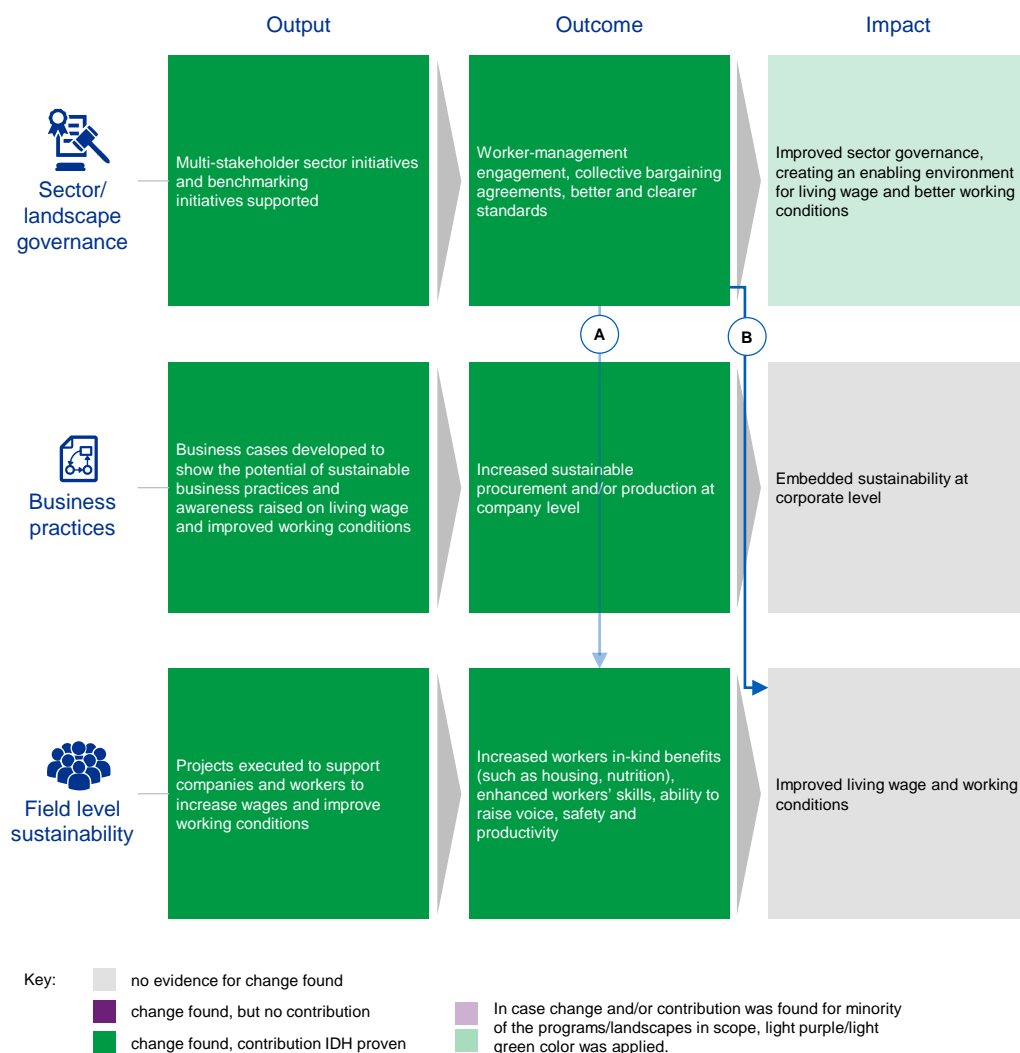 Output
Outcome
Impact
Sector/
landscape
governance
Multi-stakeholder sector initiatives
and benchmarking
initiatives supported
Worker-management
engagement, collective bargaining
agreements, better and clearer
standards
Improved sector governance,
creating an enabling environment
for living wage and better working
conditions
A
B
Business
practices
Business cases developed to
show the potential of sustainable
business practices and
awareness raised on living wage
and improved working conditions
Increased sustainable
procurement and/or production at
company level
Embedded sustainability at
corporate level
Field level
sustainability
Projects executed to support
companies and workers to
increase wages and improve
working conditions
Increased workers in-kind benefits
(such as housing, nutrition),
enhanced workers' skills, ability to
raise voice, safety and
productivity
Improved living wage and working
conditions
Key:
no evidence for change found
change found, but no contribution
change found, contribution IDH proven
In case change and/or contribution was found for minority
of the programs/landscapes in scope, light purple/light
green color was applied.